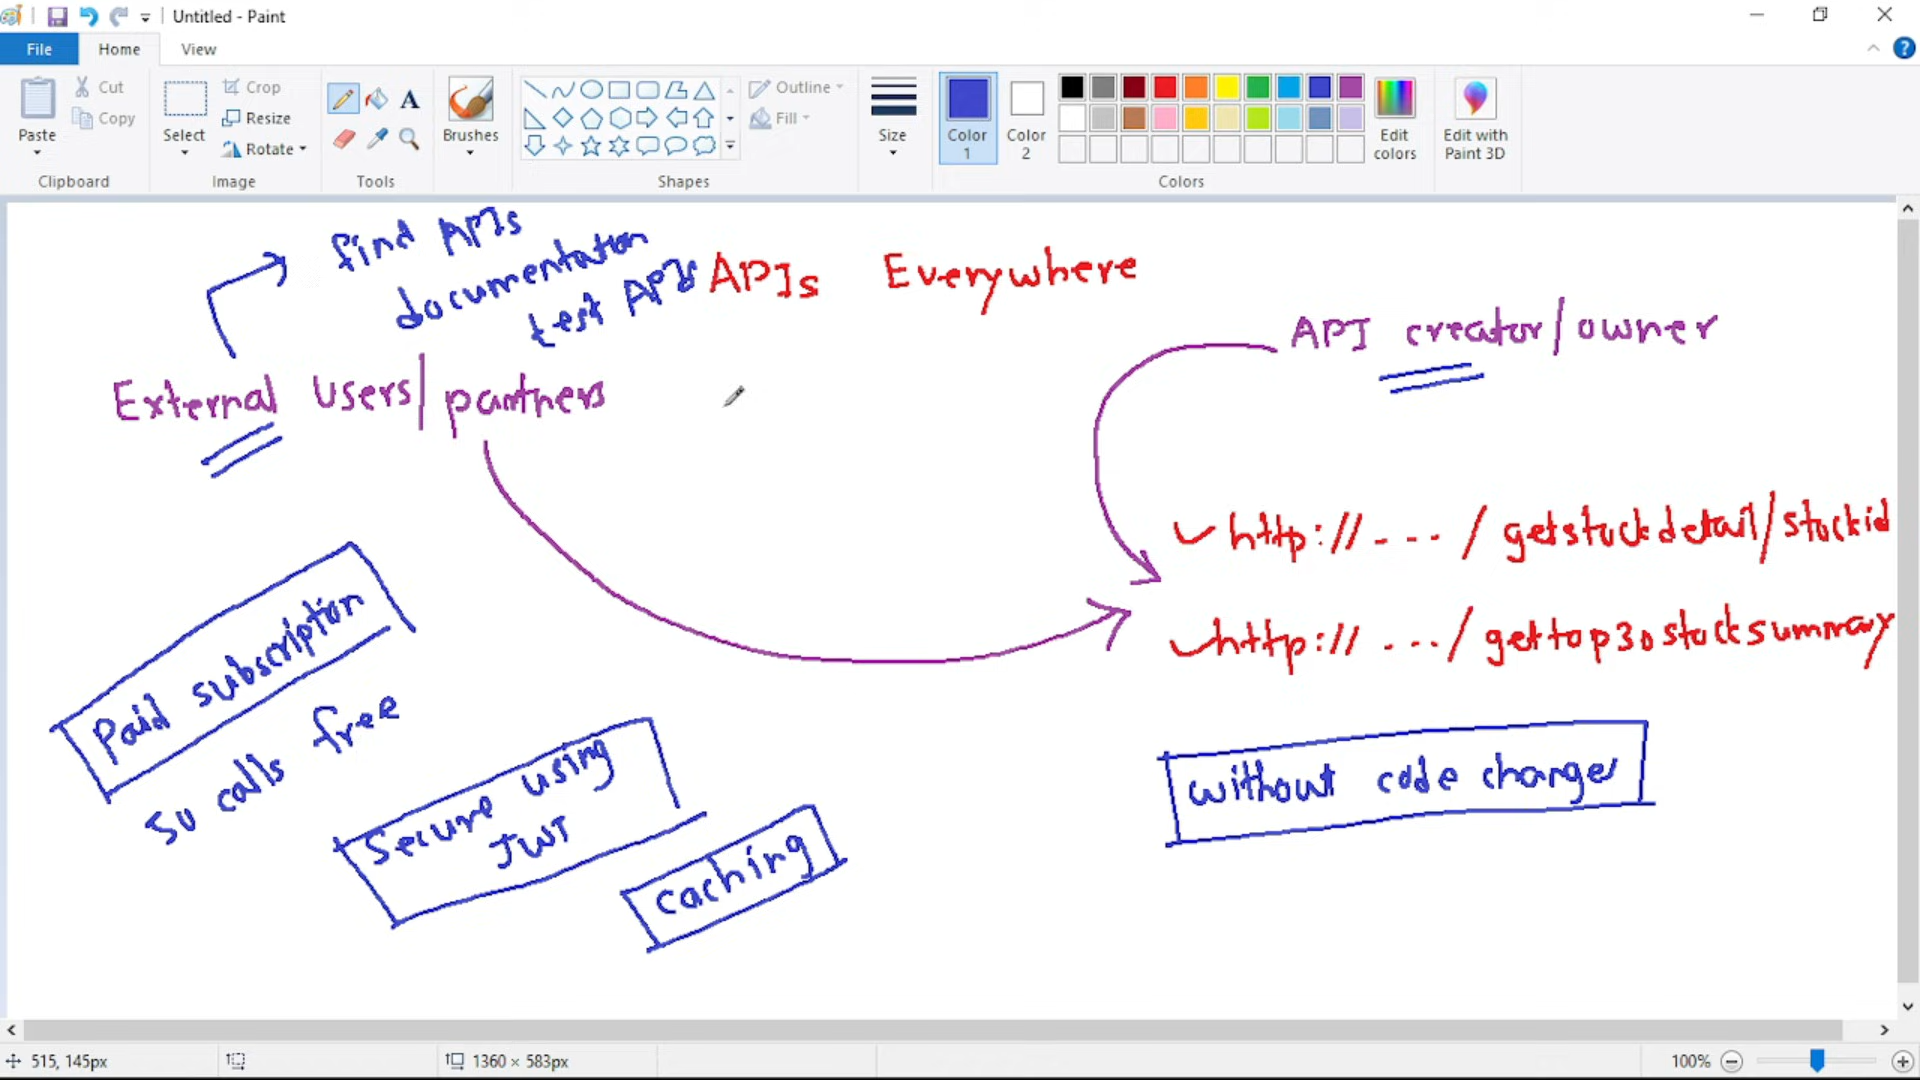 Untitled - Paint
File Home View
Paste
Cut
Copy
Clipboard
Select
Crop
Resize
Rotate
Image
A
Tools
Brushes
Shapes
Outline
Fill
Size
Color 1
Color 2
Edit colors
Edit with Paint 3D
Colors
find APIs
documentation
test APIs
APIs Everywhere
API creator/owner
External users/partners
http:// --- / getstockdetail/stockid
http:// --- / gettop30stocksummary
Paid subscription
50 calls free
Secure using
JWT
caching
without code change
515, 145px
1360 × 583px
100%